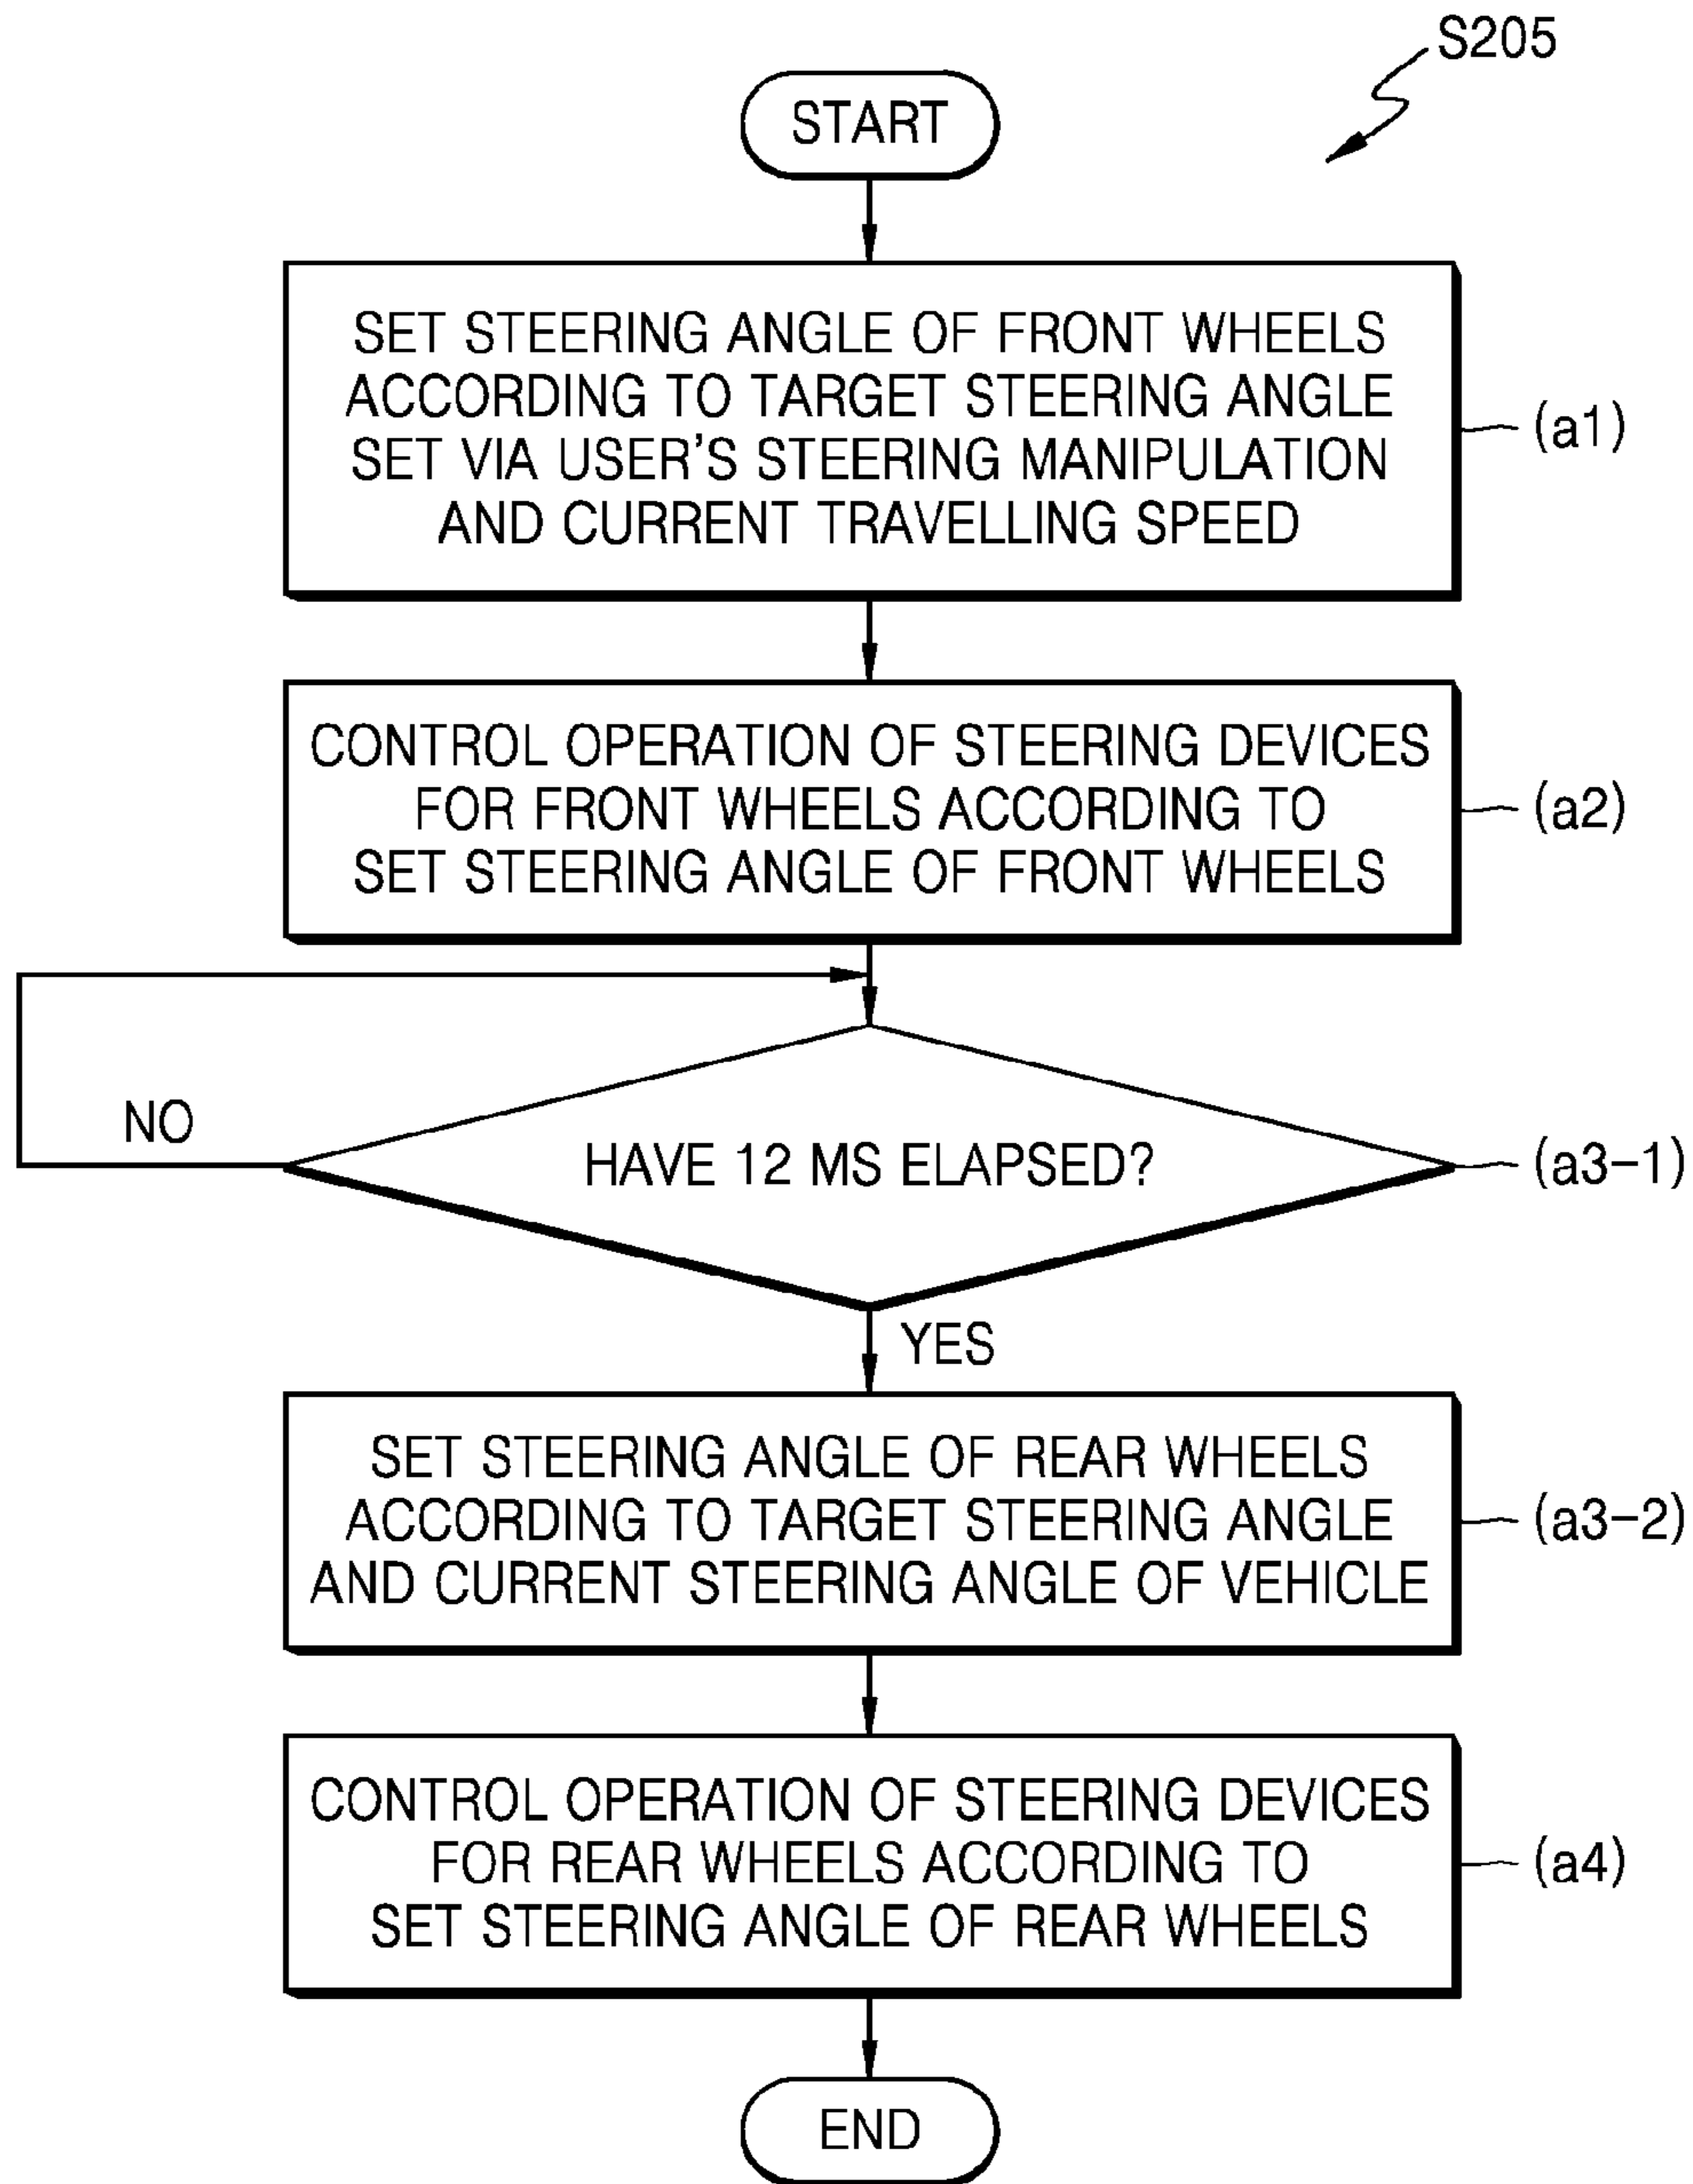 S205
START
SET STEERING ANGLE OF FRONT WHEELS
ACCORDING TO TARGET STEERING ANGLE
SET VIA USER'S STEERING MANIPULATION
AND CURRENT TRAVELLING SPEED
(a1)
CONTROL OPERATION OF STEERING DEVICES
FOR FRONT WHEELS ACCORDING TO
SET STEERING ANGLE OF FRONT WHEELS
(a2)
NO
HAVE 12 MS ELAPSED?
(a3-1)
YES
SET STEERING ANGLE OF REAR WHEELS
ACCORDING TO TARGET STEERING ANGLE
AND CURRENT STEERING ANGLE OF VEHICLE
(a3-2)
CONTROL OPERATION OF STEERING DEVICES
FOR REAR WHEELS ACCORDING TO
SET STEERING ANGLE OF REAR WHEELS
(a4)
END